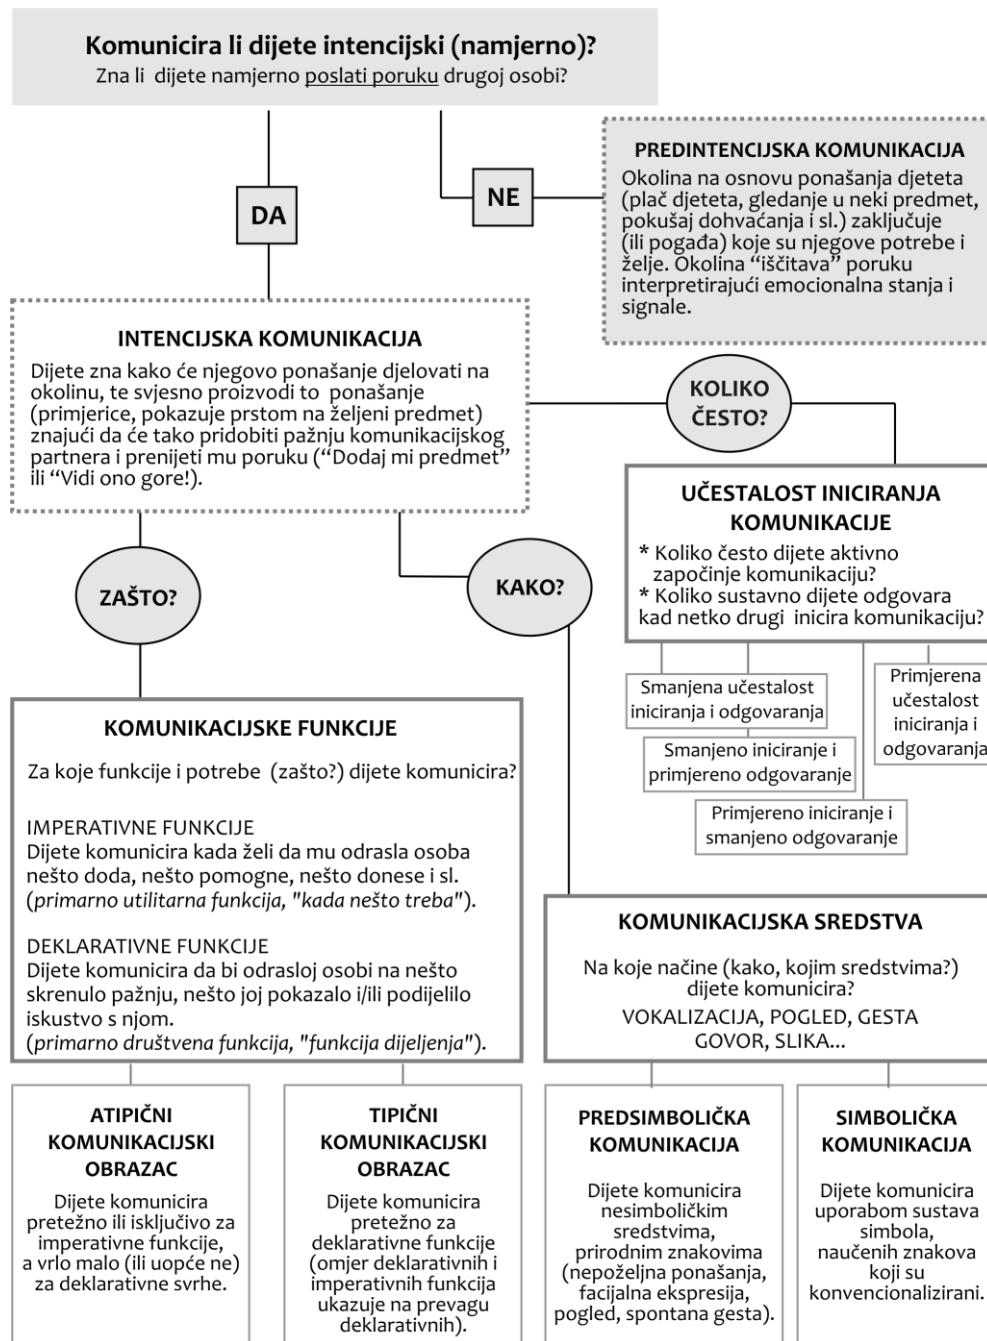 Komunicira li dijete intencijski (namjerno)?
Zna li dijete namjerno poslati poruku drugoj osobi?
DA
NE
PREDINTENCIJSKA KOMUNIKACIJA
Okolina na osnovu ponašanja djeteta
(plač djeteta, gledanje u neki predmet,
pokušaj dohvaćanja i sl.) zaključuje
(ili pogađa) koje su njegove potrebe i
želje. Okolina “iščitava” poruku
interpretirajući emocionalna stanja i
signale.
INTENCIJSKA KOMUNIKACIJA
Dijete zna kako će njegovo ponašanje djelovati na
okolinu, te svjesno proizvodi to ponašanje
(primjerice, pokazuje prstom na željeni predmet)
znajući da će tako pridobiti pažnju komunikacijskog
partnera i prenijeti mu poruku (“Dodaj mi predmet”
ili “Vidi ono gore!).
KOLIKO
ČESTO?
UČESTALOST INICIRANJA
KOMUNIKACIJE
* Koliko često dijete aktivno
započinje komunikaciju?
* Koliko sustavno dijete odgovara
kad netko drugi inicira komunikaciju?
ZAŠTO?
KAKO?
Smanjena učestalost
iniciranja i odgovaranja
Smanjeno iniciranje i
primjereno odgovaranje
Primjereno iniciranje i
smanjeno odgovaranje
Primjerena
učestalost
iniciranja i
odgovaranja
KOMUNIKACIJSKE FUNKCIJE
Za koje funkcije i potrebe (zašto?) dijete komunicira?
IMPERATIVNE FUNKCIJE
Dijete komunicira kada želi da mu odrasla osoba
nešto doda, nešto pomogne, nešto donese i sl.
(primarno utilitarna funkcija, "kada nešto treba").
DEKLARATIVNE FUNKCIJE
Dijete komunicira da bi odrasloj osobi na nešto
skrenulo pažnju, nešto joj pokazalo i/ili podijelilo
iskustvo s njom.
(primarno društvena funkcija, "funkcija dijeljenja").
KOMUNIKACIJSKA SREDSTVA
Na koje načine (kako, kojim sredstvima?)
dijete komunicira?
VOKALIZACIJA, POGLED, GESTA
GOVOR, SLIKA...
ATIPIČNI
KOMUNIKACIJSKI
OBRAZAC
Dijete komunicira
pretežno ili isključivo za
imperativne funkcije,
a vrlo malo (ili uopće ne)
za deklarativne svrhe.
TIPIČNI
KOMUNIKACIJSKI
OBRAZAC
Dijete komunicira
pretežno za
deklarativne funkcije
(omjer deklarativnih i
imperativnih funkcija
ukazuje na prevagu
deklarativnih).
PREDSIMBOLIČKA
KOMUNIKACIJA
Dijete komunicira
nesimboličkim
sredstvima,
prirodnim znakovima
(nepoželjna ponašanja,
facijalna ekspresija,
pogled, spontana gesta).
SIMBOLIČKA
KOMUNIKACIJA
Dijete komunicira
uporabom sustava
simbola,
naučenih znakova
koji su
konvencionalizirani.